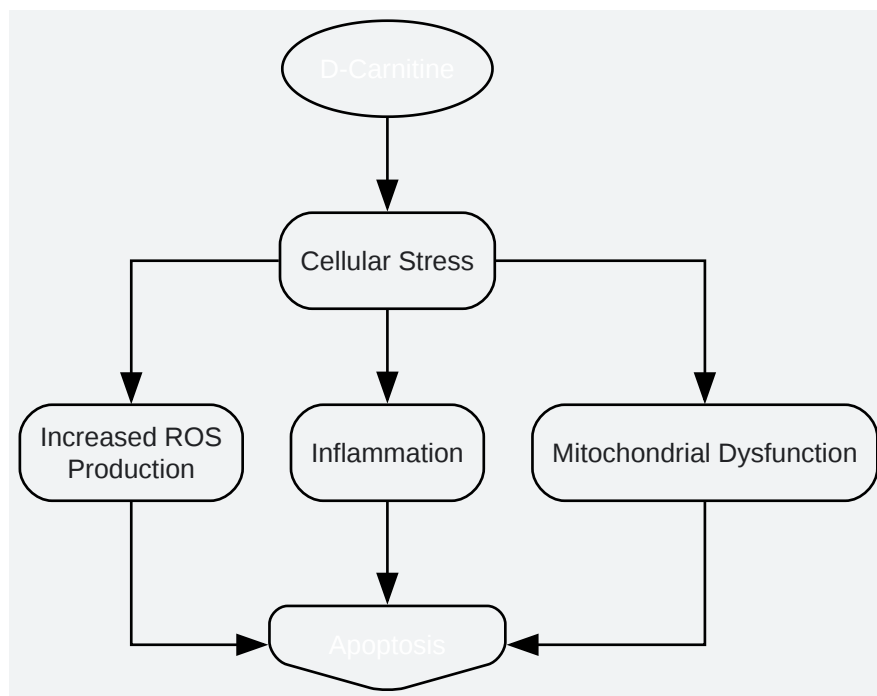 D-Carnitine
Cellular Stress
Increased ROS
Production
Inflammation
Mitochondrial Dysfunction
Apoptosis